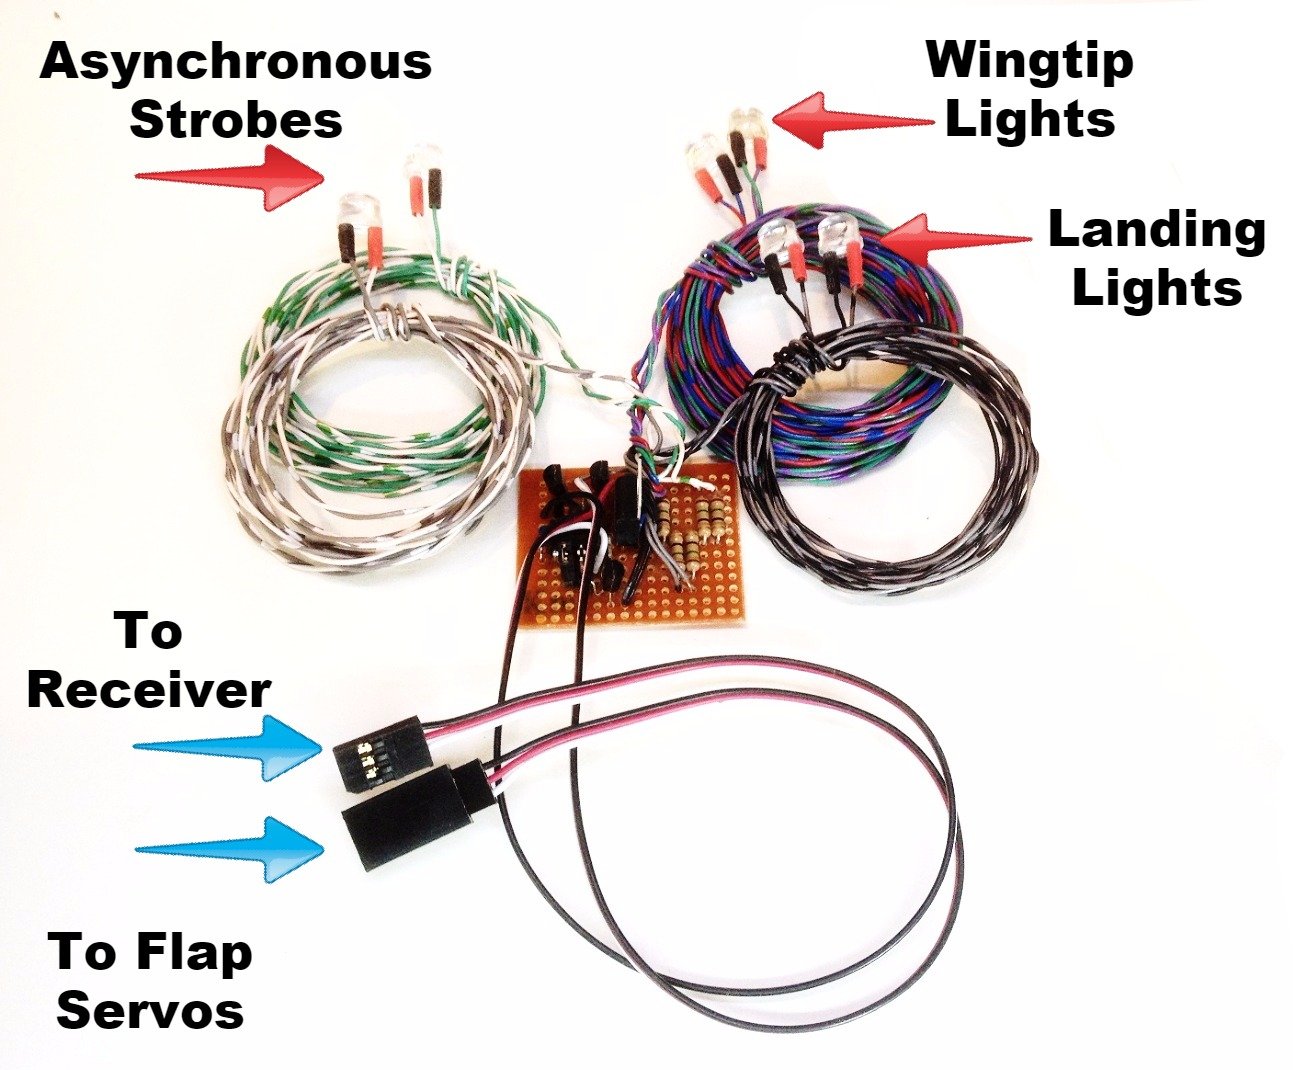 Asynchronous
Strobes
Wingtip
Lights
Landing
Lights
To
Receiver
To Flap
Servos